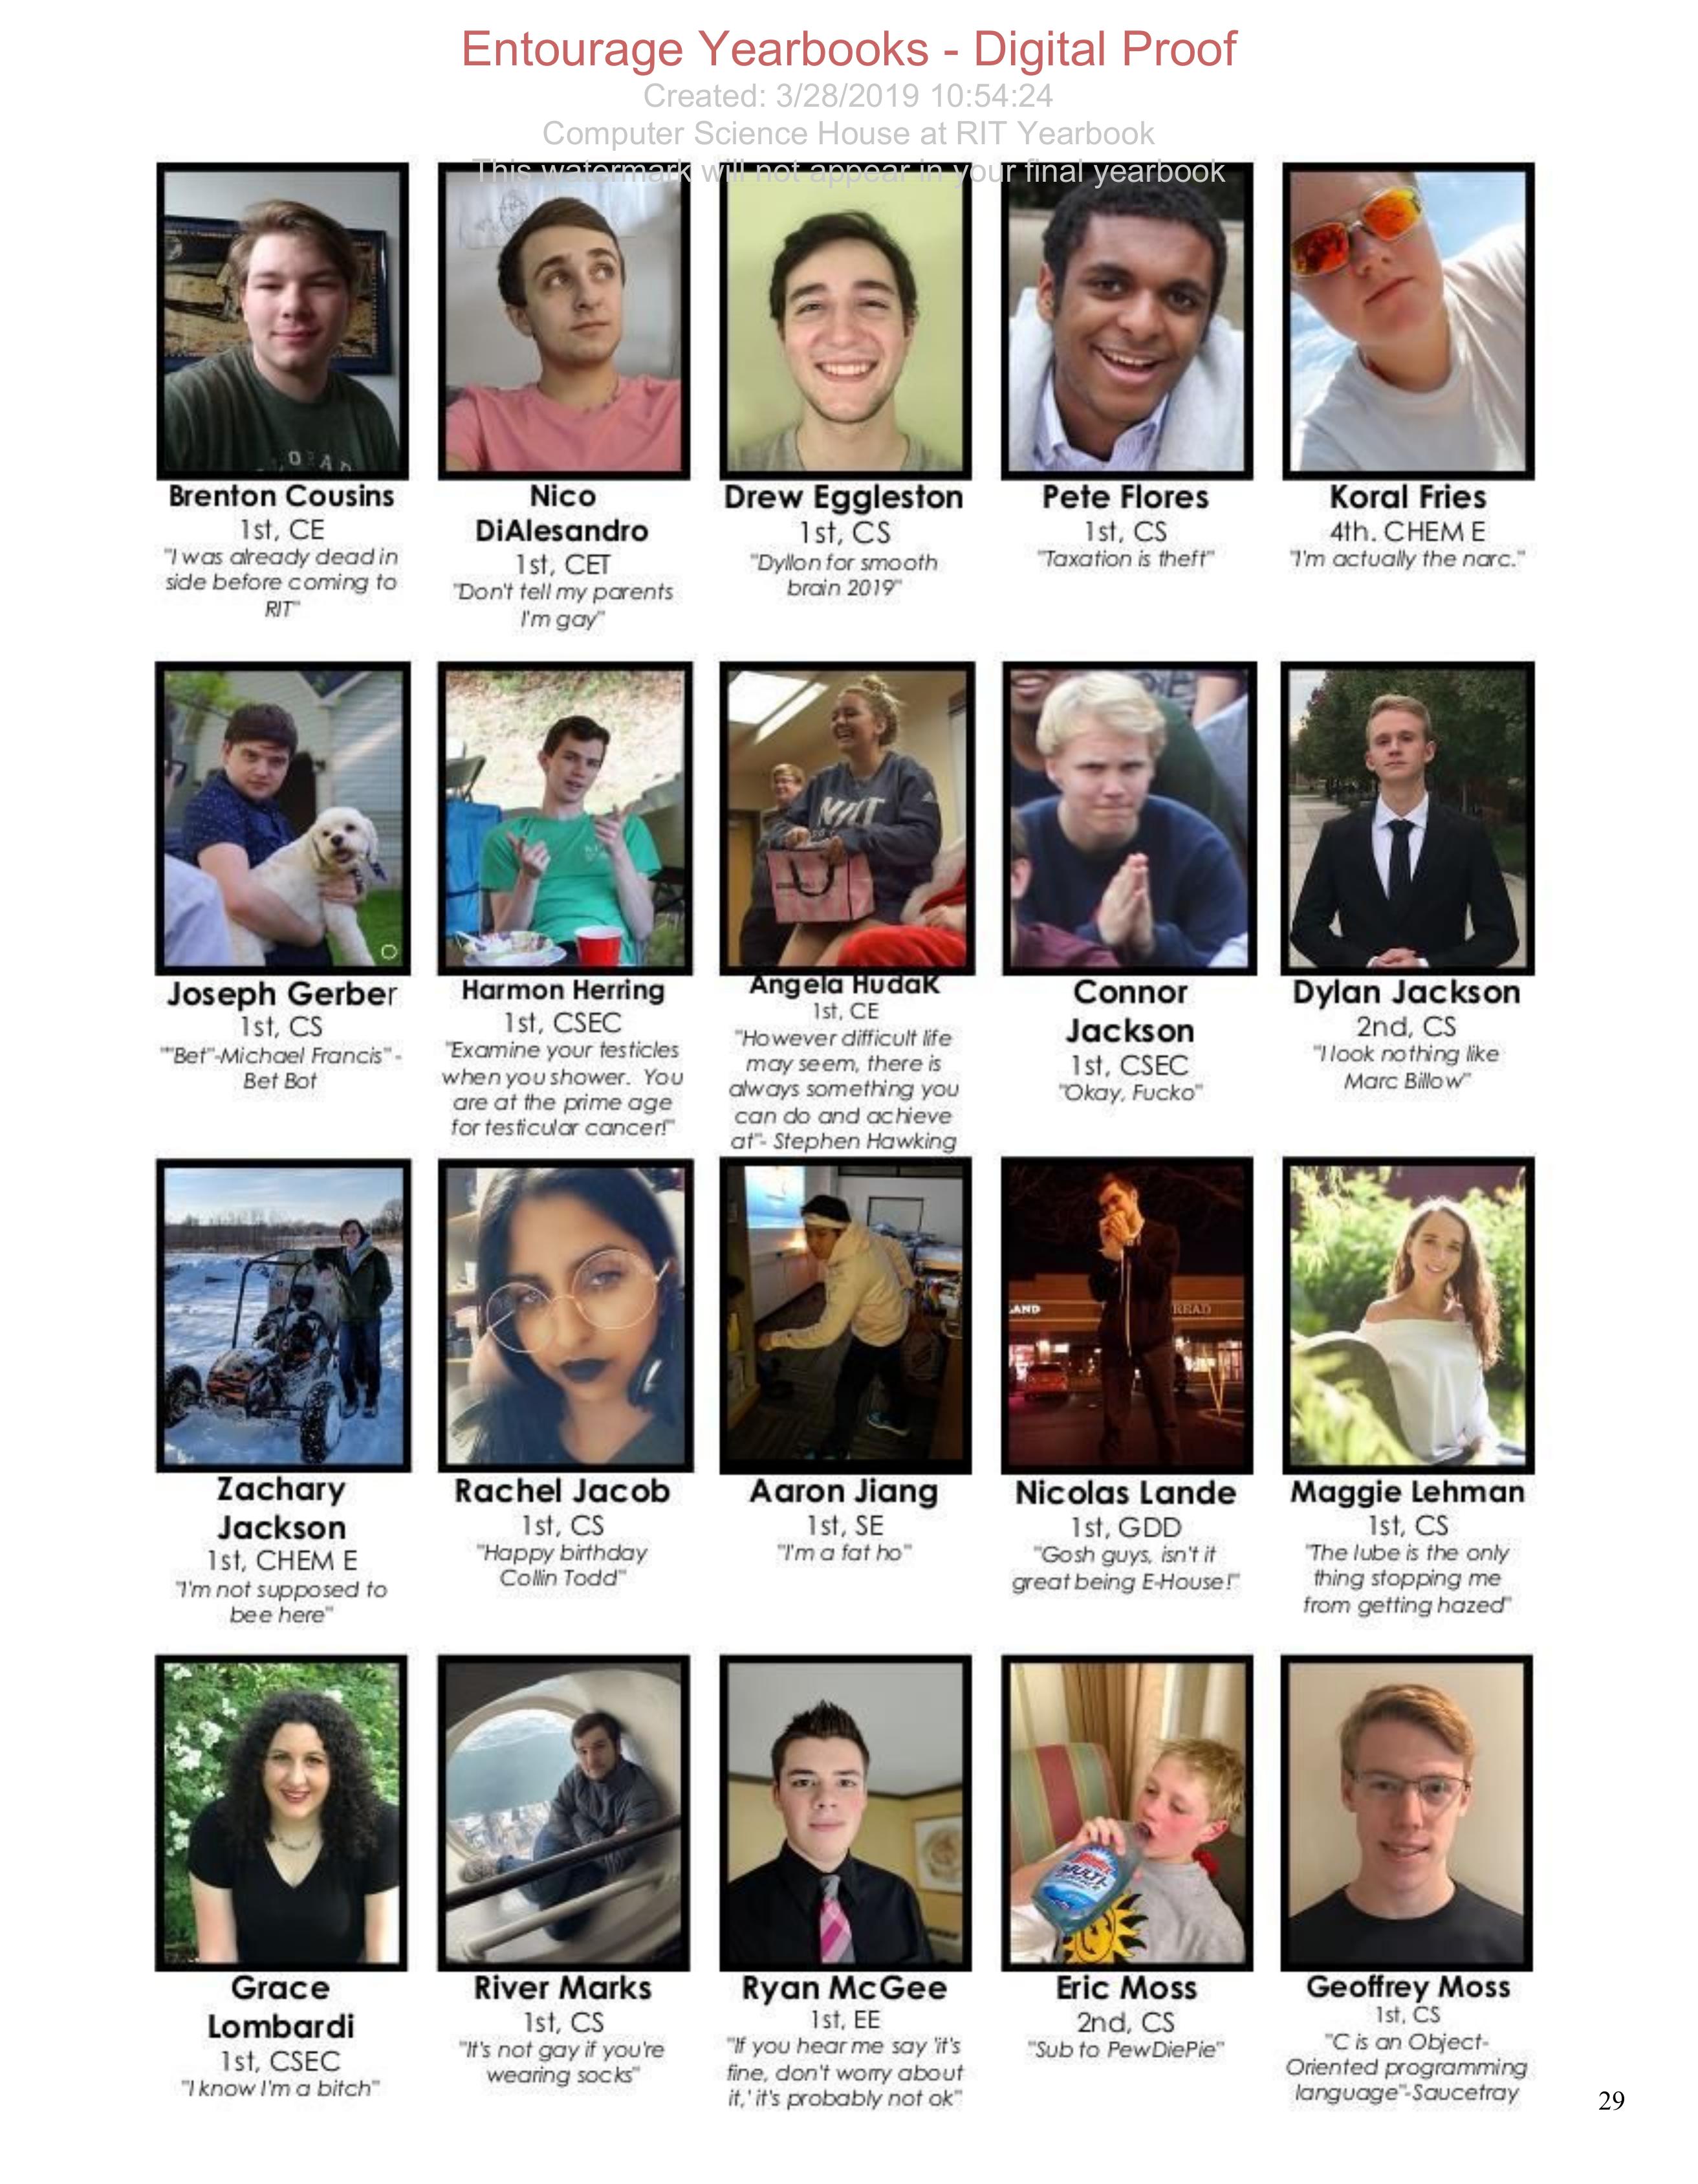 Entourage Yearbooks - Digital Proof
Created: 3/28/2019 10:54:24
Computer Science House at RIT Yearbook
This watermark will not appear in your final yearbook
Brenton Cousins
1st, CE
"I was already dead in
side before coming to
RIT"
Nico
DiAlesandro
1st, CET
"Don't tell my parents
I'm gay"
Drew Eggleston
1st, CS
"Dyllon for smooth
brain 2019"
Pete Flores
1st, CS
"Taxation is theft"
Koral Fries
4th. CHEM E
"I'm actually the narc."
Joseph Gerber
1st, CS
""Bet"-Michael Francis"-
Bet Bot
Harmon Herring
1st, CSEC
"Examine your testicles
when you shower. You
are at the prime age
for testicular cancer!"
Angela HudaK
1st, CE
"However difficult life
may seem, there is
always something you
can do and achieve
at"- Stephen Hawking
Connor
Jackson
1st, CSEC
"Okay, Fucko"
Dylan Jackson
2nd, CS
"I look nothing like
Marc Billow"
Zachary
Jackson
1st, CHEM E
"I'm not supposed to
bee here"
Rachel Jacob
1st, CS
"Happy birthday
Collin Todd"
Aaron Jiang
1st, SE
"I'm a fat ho"
Nicolas Lande
1st, GDD
"Gosh guys, isn't it
great being E-House!"
Maggie Lehman
1st, CS
"The lube is the only
thing stopping me
from getting hazed"
Grace
Lombardi
1st, CSEC
"I know I'm a bitch"
River Marks
1st, CS
"It's not gay if you're
wearing socks"
Ryan McGee
1st, EE
"If you hear me say 'it's
fine, don't worry about
it,' it's probably not ok"
Eric Moss
2nd, CS
"Sub to PewDiePie"
MULTI
Geoffrey Moss
1st, CS
"C is an Object-
Oriented programming
language"-Saucetray
29